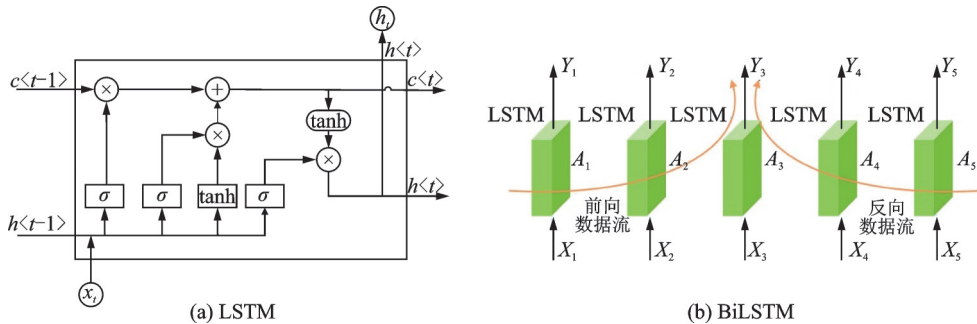 h_t
h<t>
c<t−1>
×
+
c<t>
tanh
×
×
σ
σ
tanh
σ
h<t>
h<t−1>
x_t
(a) LSTM
Y_1 Y_2 Y_3 Y_4 Y_5
LSTM LSTM LSTM LSTM LSTM
A_1 A_2 A_3 A_4 A_5
前向
数据流
反向
数据流
X_1 X_2 X_3 X_4 X_5
(b) BiLSTM